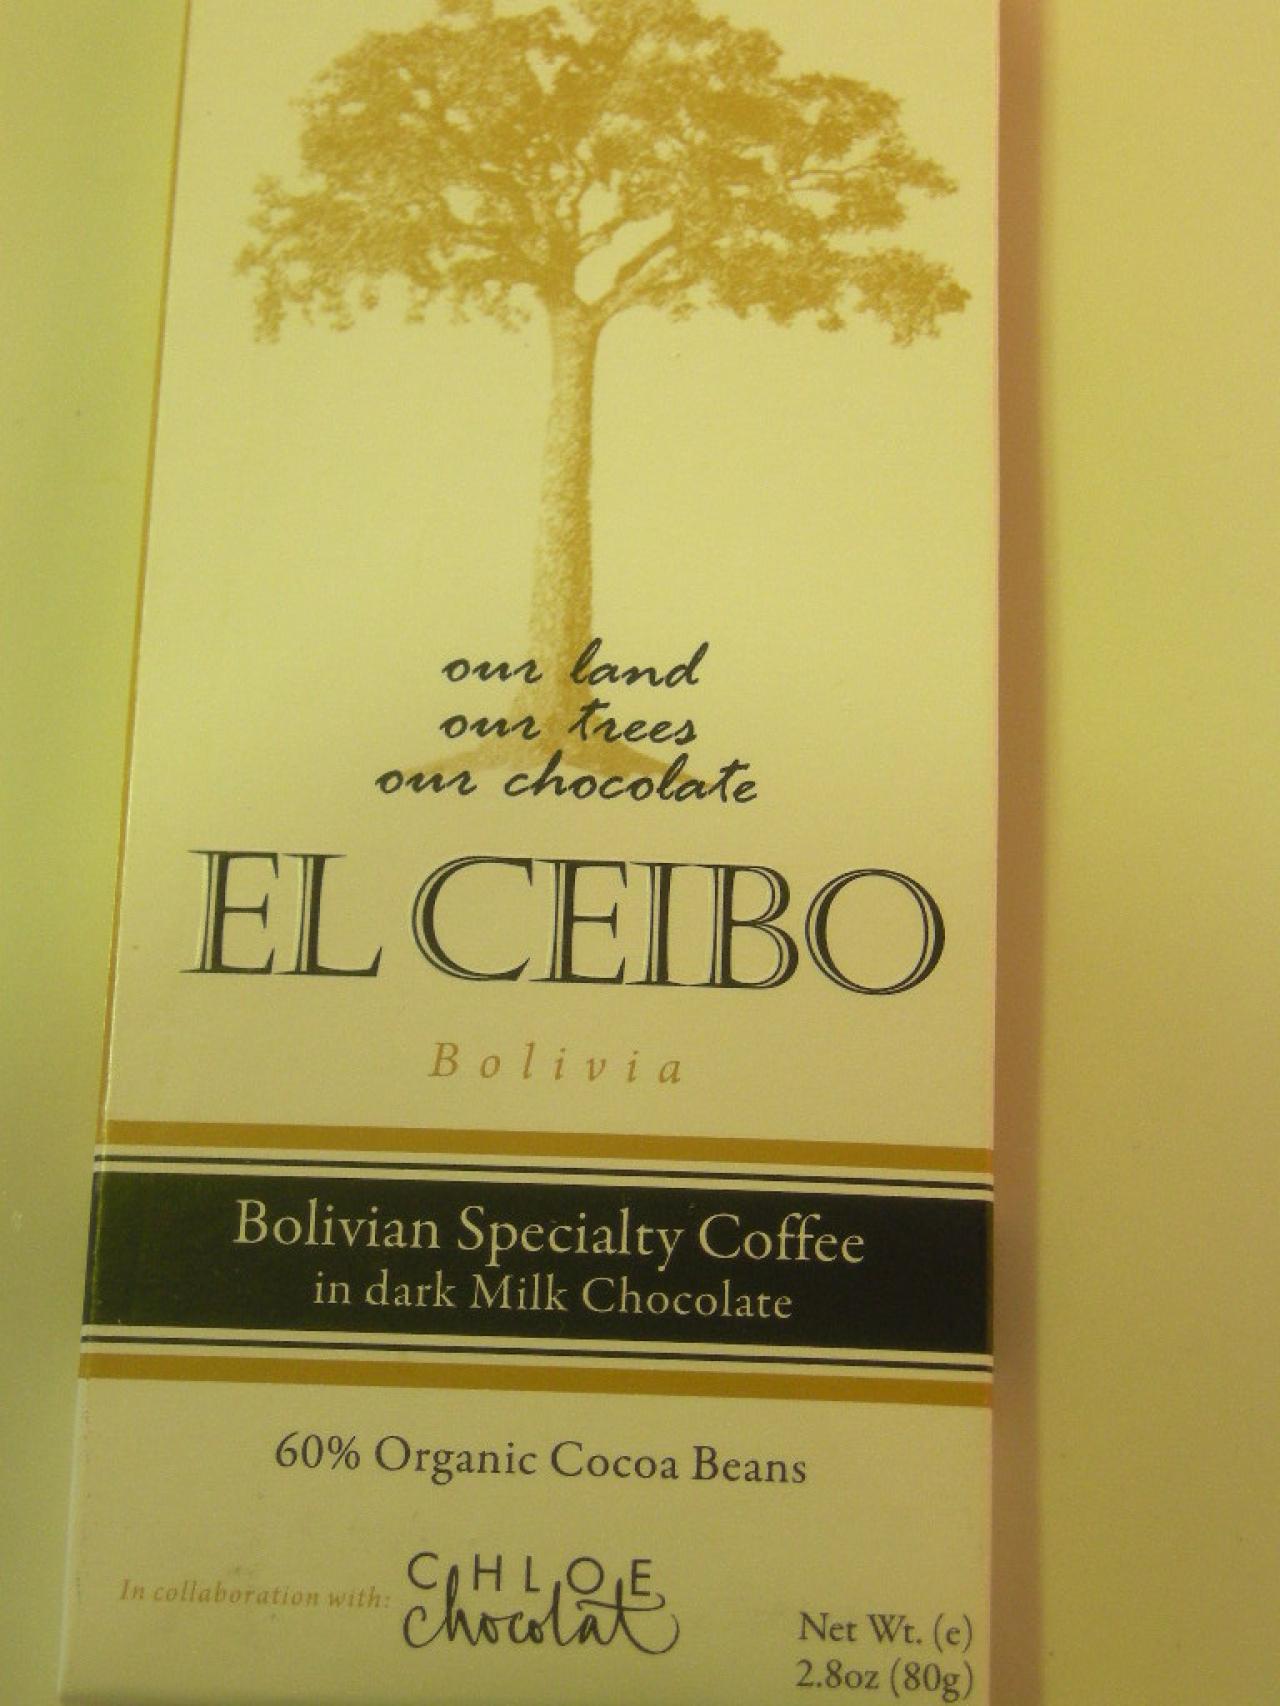 our land
our trees
our chocolate
EL CEIBO
Bolivia
Bolivian Specialty Coffee
in dark Milk Chocolate
60% Organic Cocoa Beans
In collaboration with:
CHLOE
chocolat
Net Wt. (e)
2.8oz (80g)